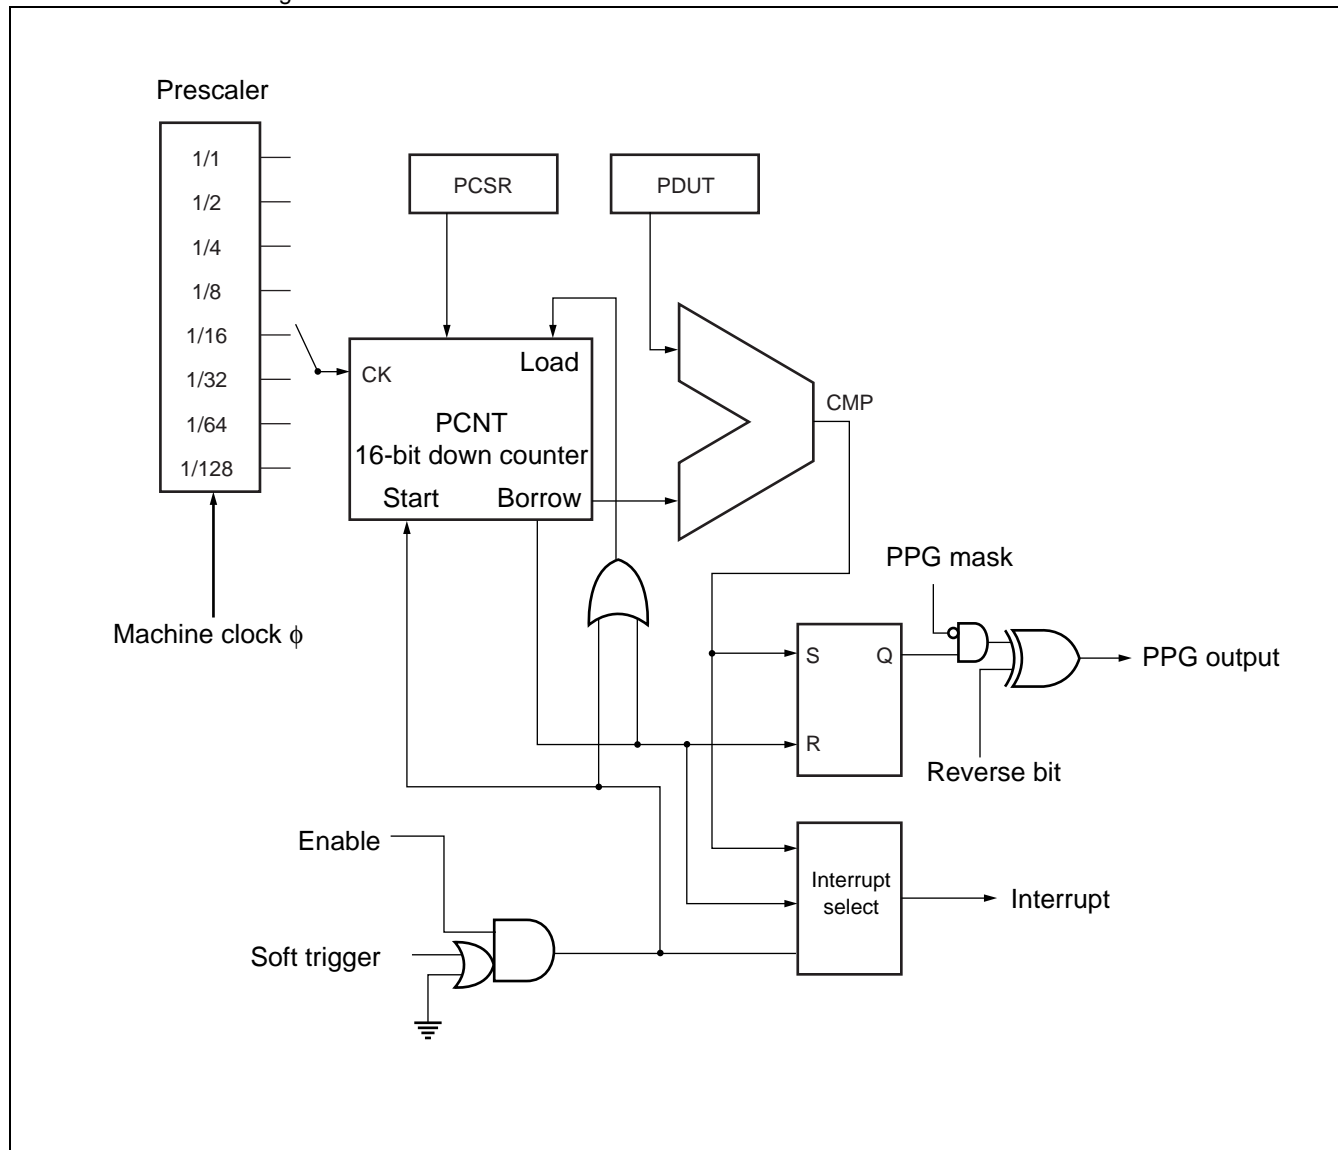 Prescaler
1/1
1/2
1/4
1/8
1/16
1/32
1/64
1/128
Machine clock ϕ
PCSR
PDUT
CK
Load
PCNT
16-bit down counter
Start
Borrow
CMP
PPG mask
S
Q
R
PPG output
Reverse bit
Enable
Soft trigger
Interrupt
select
Interrupt